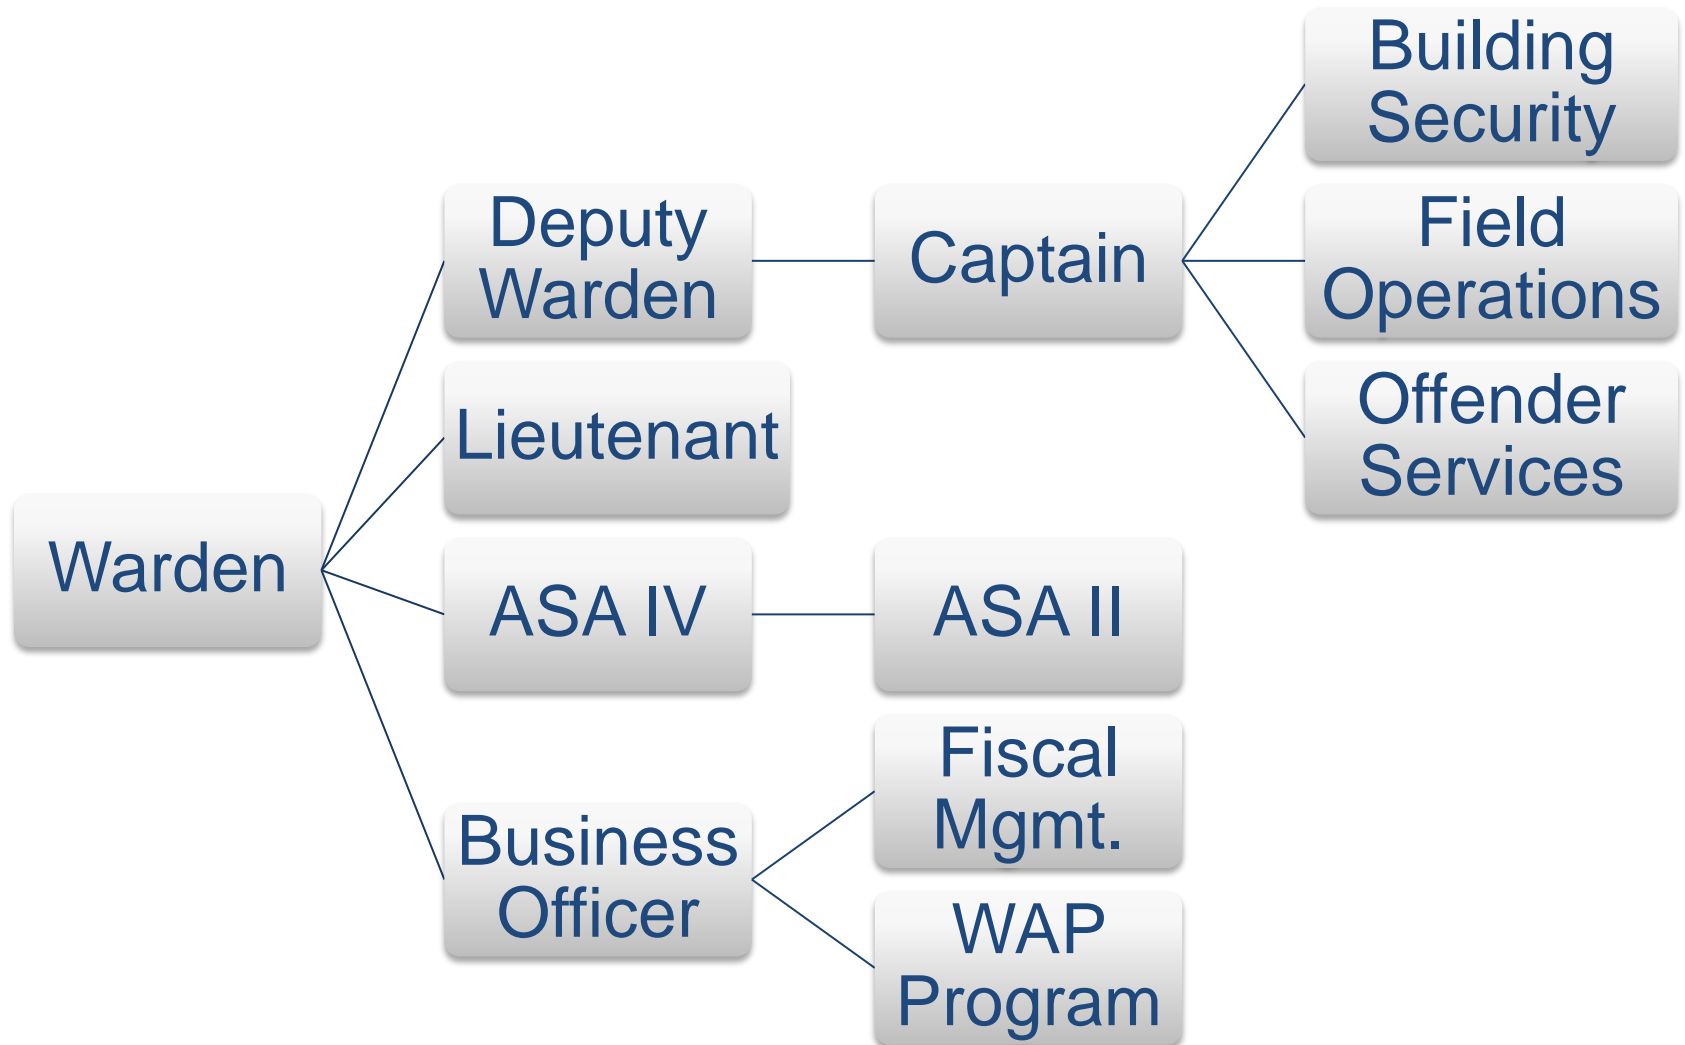 Warden
Deputy
Warden
Captain
Building
Security
Field
Operations
Offender
Services
Lieutenant
ASA IV
ASA II
Business
Officer
Fiscal
Mgmt.
WAP
Program